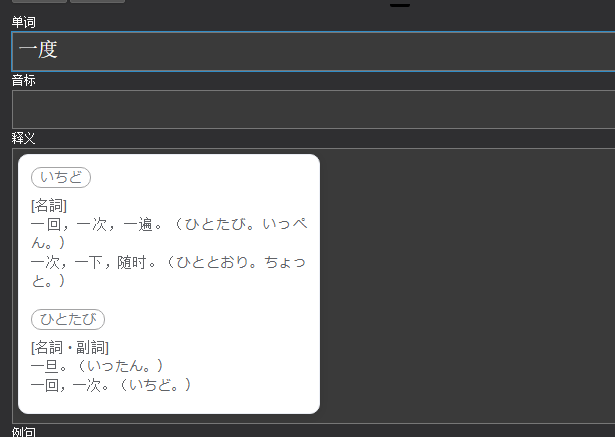 单词
一度
音标
释义
いちど
[名詞]
一回，一次，一遍。（ひとたび。いっぺ
ん。）
一次，一下，随时。（ひととおり。ちょっ
と。）
ひとたび
[名詞・副詞]
一旦。（いったん。）
一回，一次。（いちど。）
例句